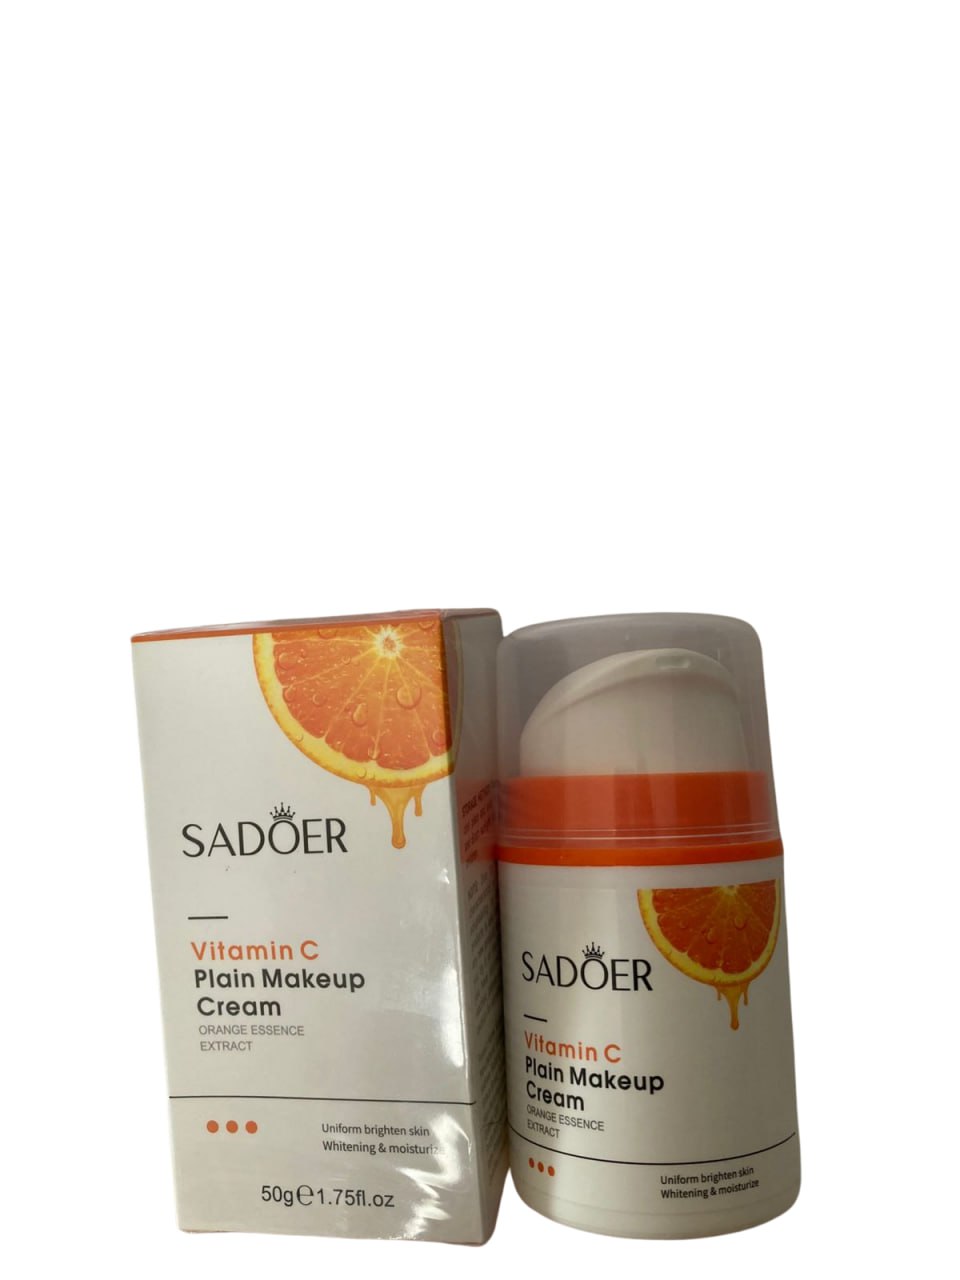 SADOER
Vitamin C
Plain Makeup
Cream
ORANGE ESSENCE
EXTRACT
Uniform brighten skin
Whitening & moisturize
50g℮1.75fl.oz
SADOER
Vitamin C
Plain Makeup
Cream
ORANGE ESSENCE
EXTRACT
Uniform brighten skin
Whitening & moisturize